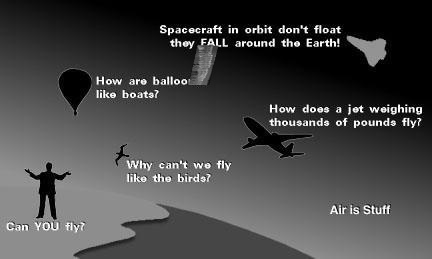 Spacecraft in orbit don't float
they FALL around the Earth!
How are balloo
like boats?
How does a jet weighing
thousands of pounds fly?
Why can't we fly
like the birds?
Can YOU fly?
Air is Stuff